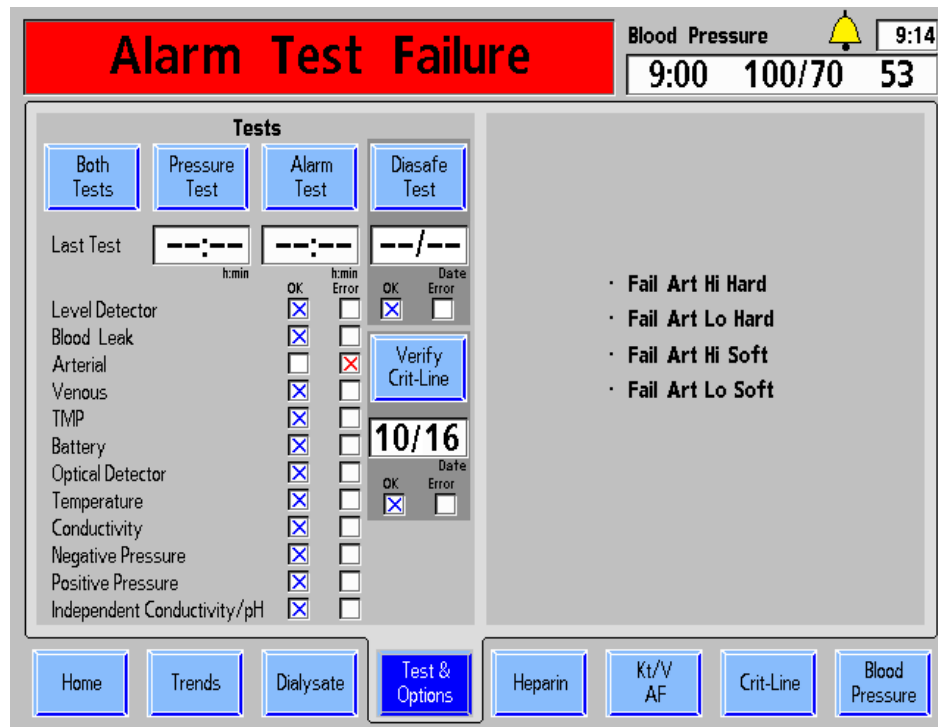 Alarm Test Failure
Blood Pressure
9:14
9:00 100/70 53
Tests
Both Tests
Pressure Test
Alarm Test
Diasafe Test
Last Test
--:--
--:--
--/--
h:min
h:min
Date
OK Error
OK Error
Level Detector
Blood Leak
Arterial
Venous
TMP
Battery
Optical Detector
Temperature
Conductivity
Negative Pressure
Positive Pressure
Independent Conductivity/pH
Verify
Crit-Line
10/16
Date
OK Error
· Fail Art Hi Hard
· Fail Art Lo Hard
· Fail Art Hi Soft
· Fail Art Lo Soft
Home
Trends
Dialysate
Test &
Options
Heparin
Kt/V
AF
Crit-Line
Blood
Pressure